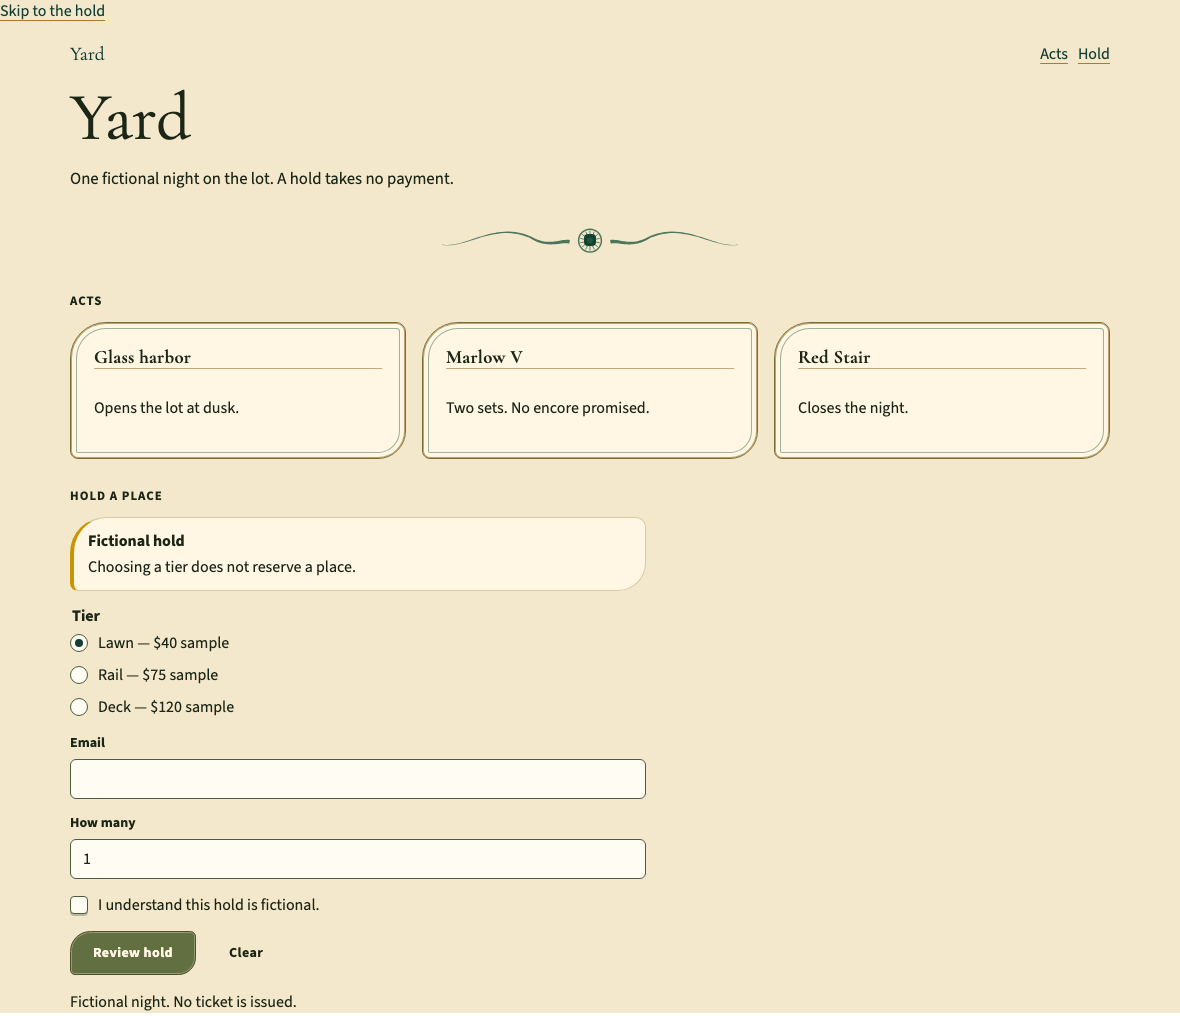 Skip to the hold
Yard
Acts Hold
Yard
One fictional night on the lot. A hold takes no payment.
ACTS
Glass harbor
Opens the lot at dusk.
Marlow V
Two sets. No encore promised.
Red Stair
Closes the night.
HOLD A PLACE
Fictional hold
Choosing a tier does not reserve a place.
Tier
Lawn — $40 sample
Rail — $75 sample
Deck — $120 sample
Email
How many
1
I understand this hold is fictional.
Review hold
Clear
Fictional night. No ticket is issued.